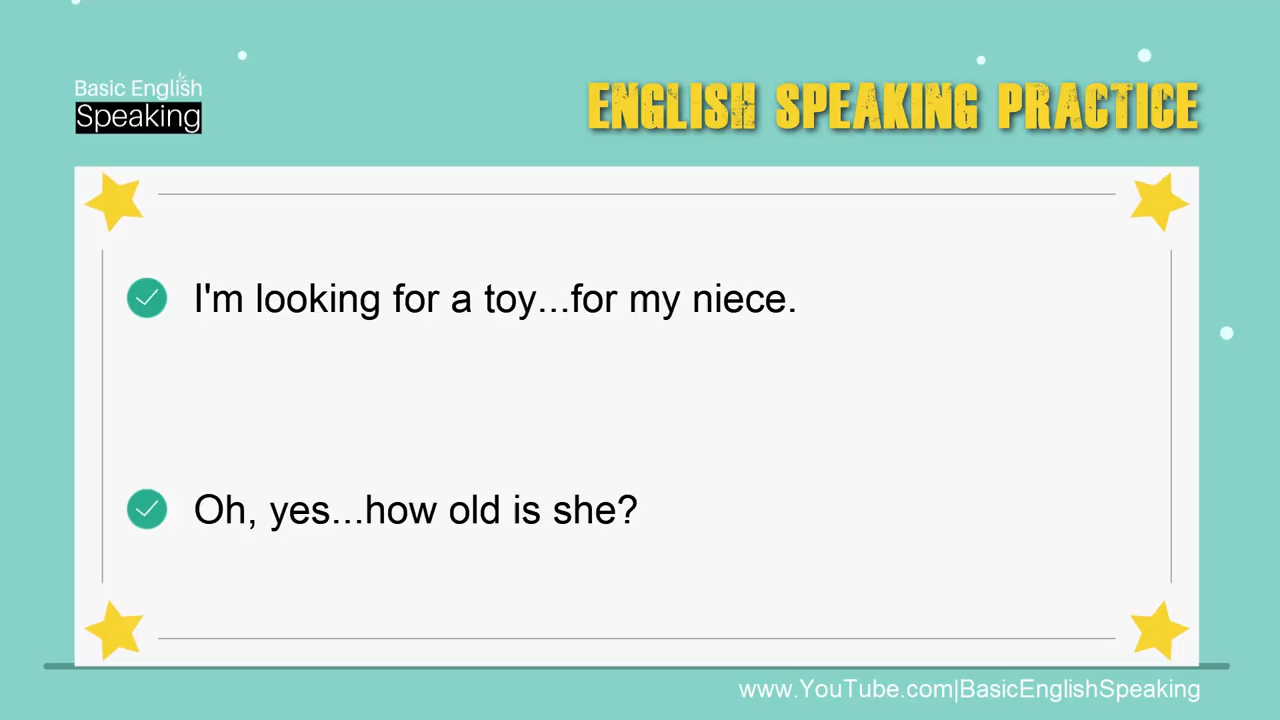 Basic English
Speaking
ENGLISH SPEAKING PRACTICE
I'm looking for a toy...for my niece.
Oh, yes...how old is she?
www.YouTube.com|BasicEnglishSpeaking